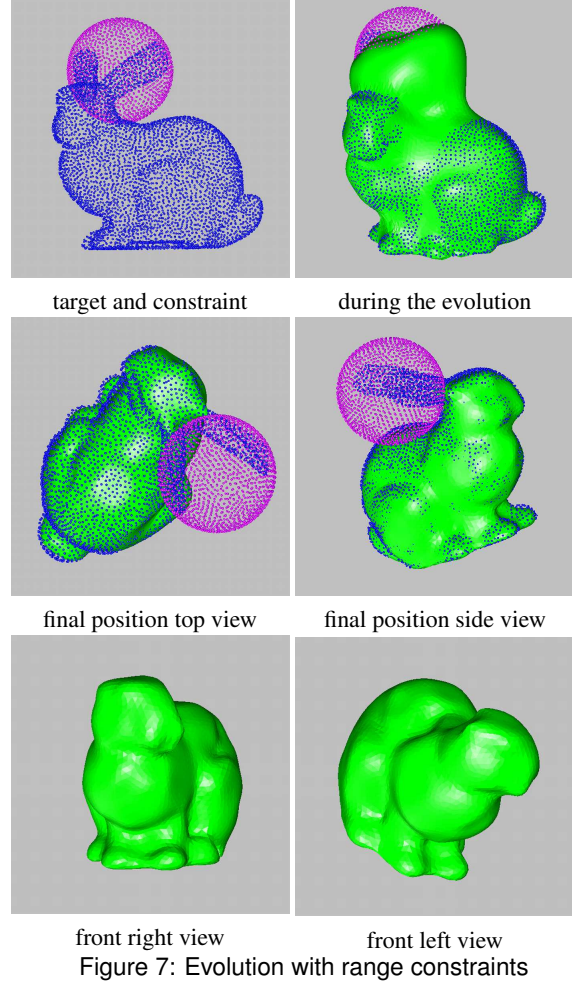 target and constraint
during the evolution
final position top view
final position side view
front right view
front left view
Figure 7: Evolution with range constraints